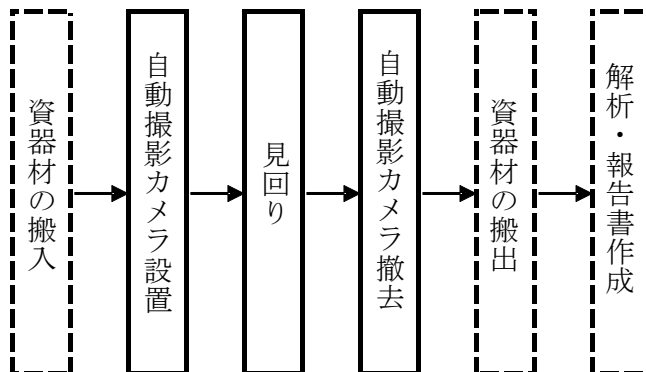 資器材の搬入
自動撮影カメラ設置
見回り
自動撮影カメラ撤去
資器材の搬出
解析・報告書作成